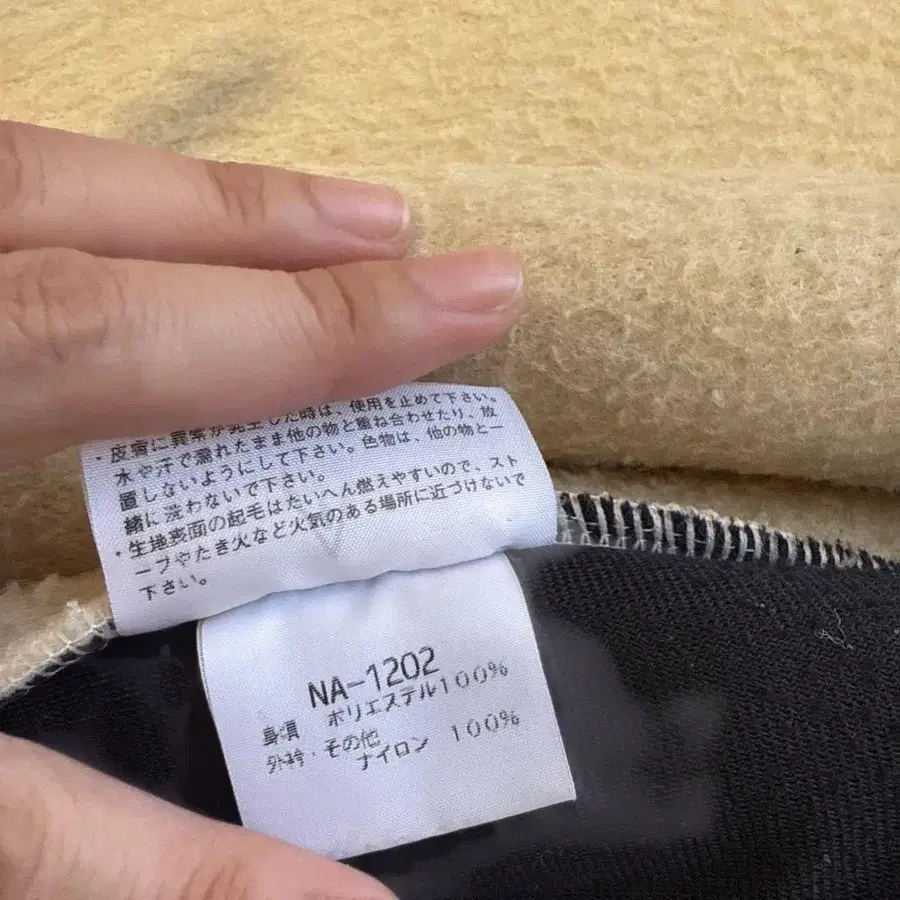 ・皮膚に異常が発生した時は、使用を止めて下さい。
水や汗で濡れたまま他の物と重ね合わせたり、放
置しないようにして下さい。色物は、他の物と一
緒に洗わないで下さい。
・生地表面の起毛はたいへん燃えやすいので、スト
ーブやたき火など火気のある場所に近づけないで
下さい。
NA-1202
身頃 ポリエステル100%
外衿・その他
ナイロン 100%